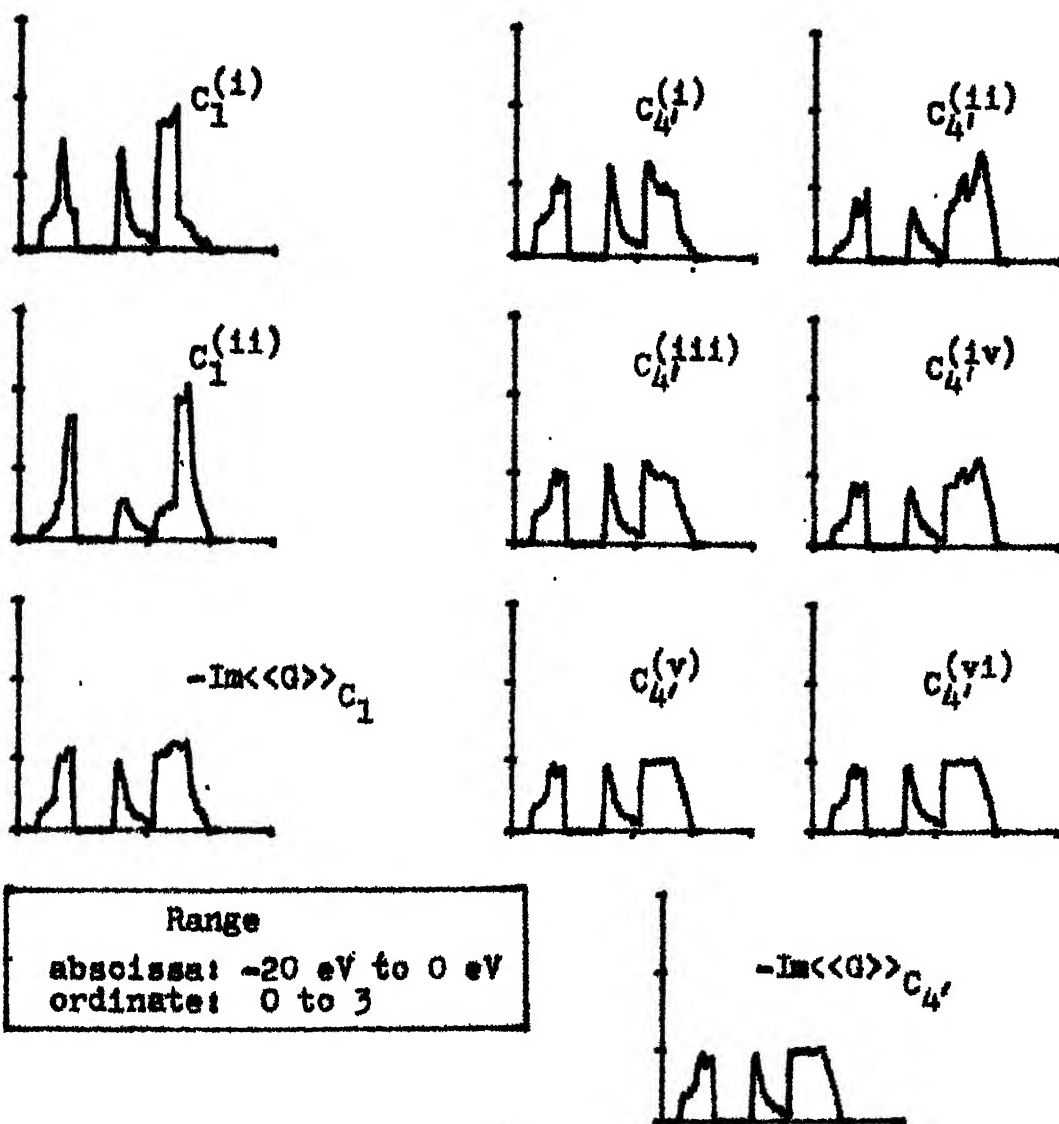 C₁⁽ⁱ⁾
C₄′⁽ⁱ⁾
C₄′⁽ⁱⁱ⁾
C₁⁽ⁱⁱ⁾
C₄′⁽ⁱⁱⁱ⁾
C₄′⁽ⁱᵛ⁾
-Im<<G>>C₁
C₄′⁽ᵛ⁾
C₄′⁽ᵛⁱ⁾
Range
abscissa: -20 eV to 0 eV
ordinate: 0 to 3
-Im<<G>>C₄′